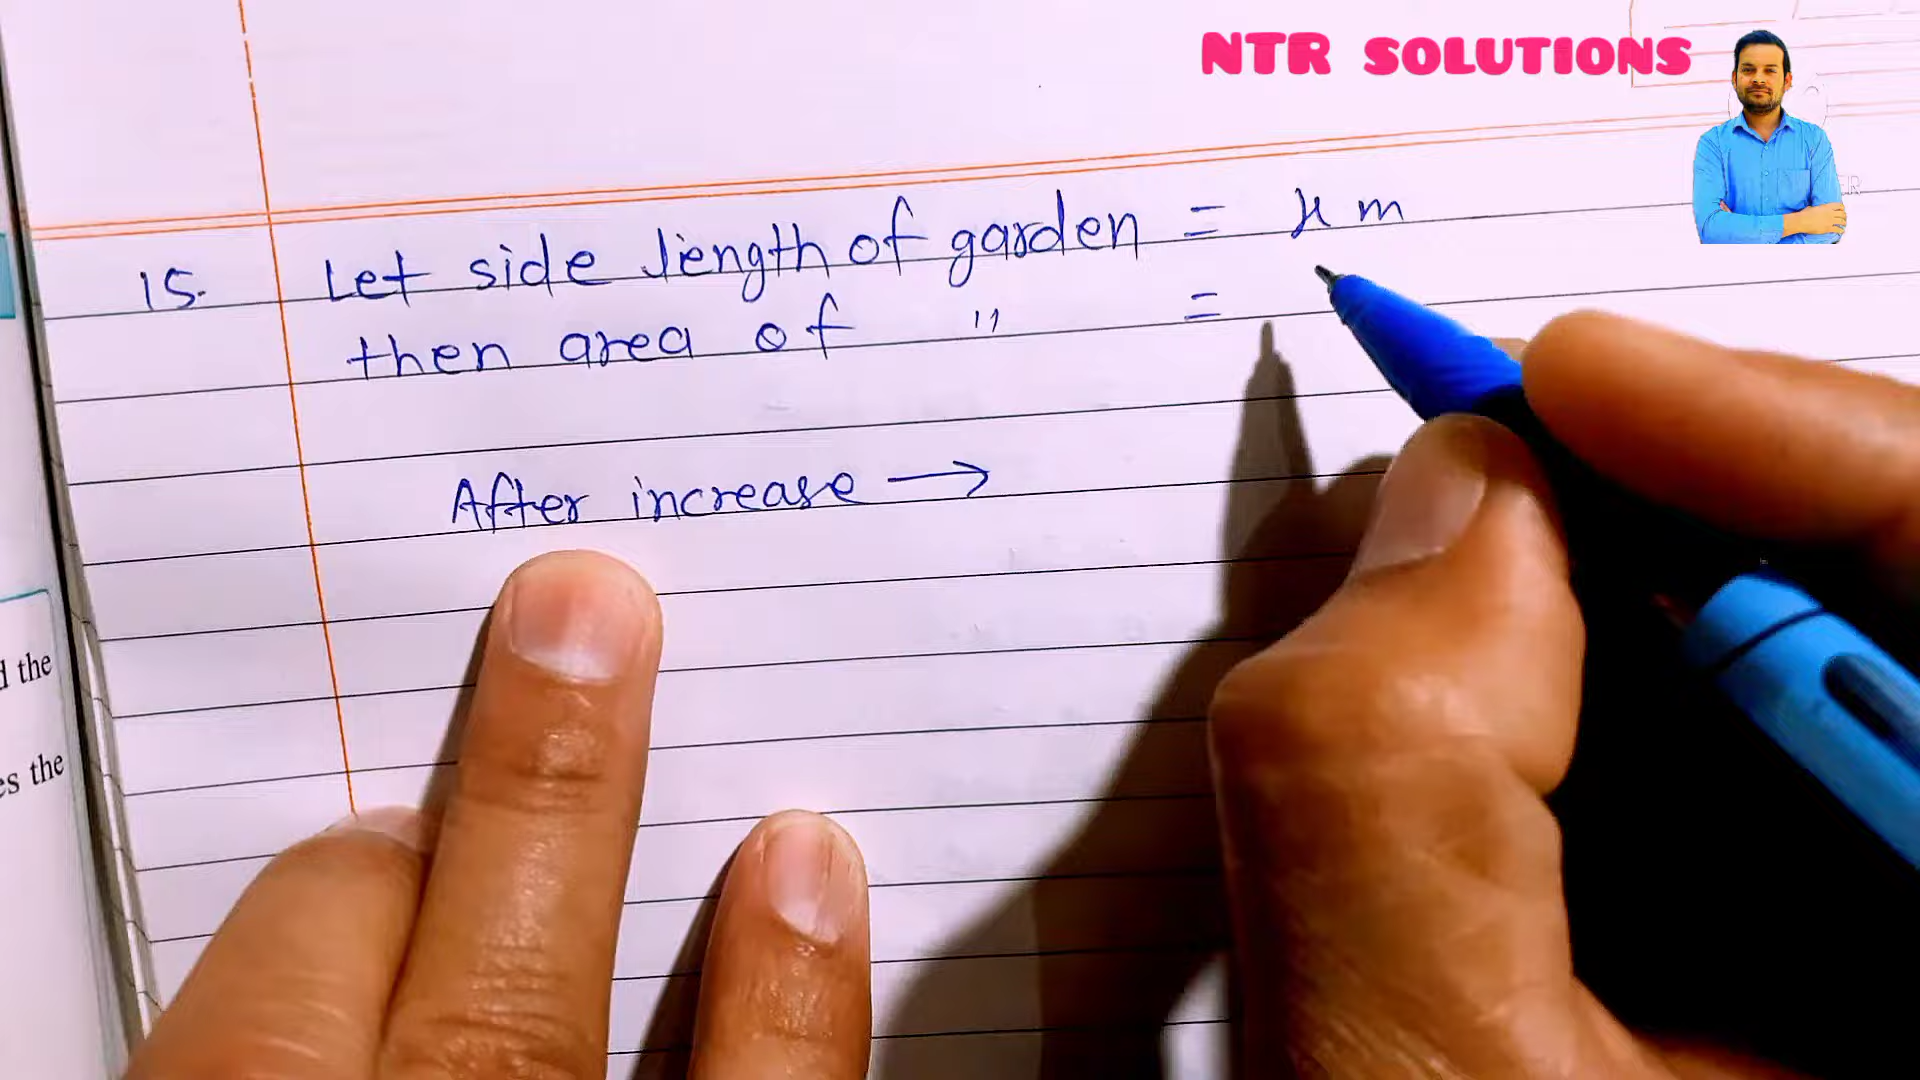 NTR SOLUTIONS
15. Let side length of garden = x m
then area of " =
After increase →
d the
es the